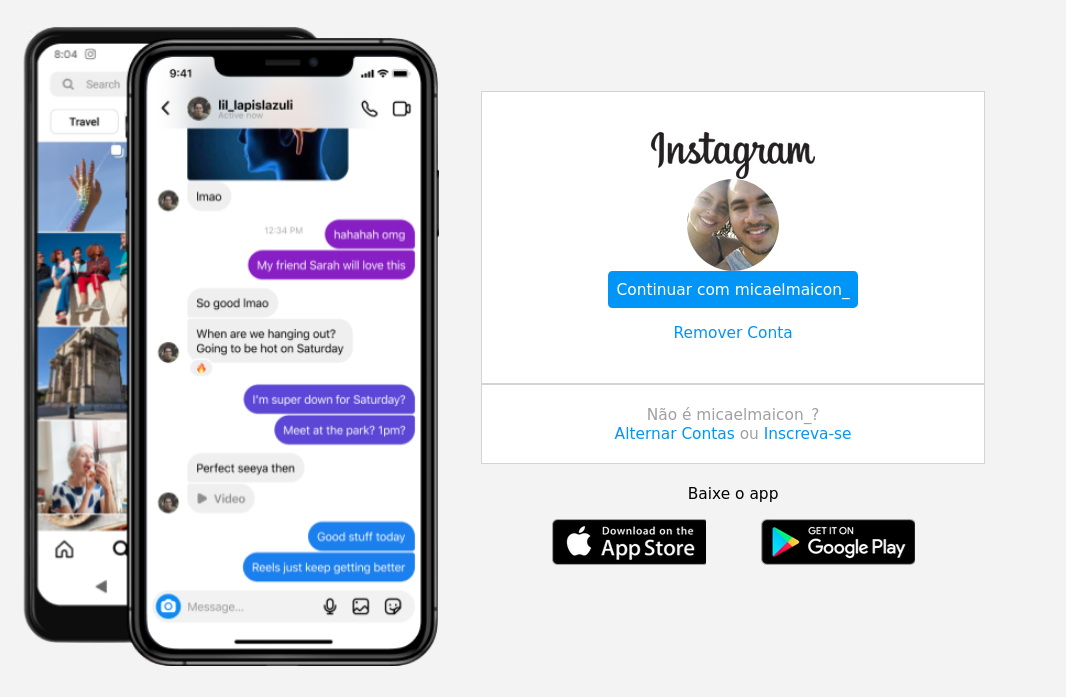 8:04
Search
Travel
9:41
lil_lapislazuli
Active now
lmao
12:34 PM
hahahah omg
My friend Sarah will love this
So good lmao
When are we hanging out?
Going to be hot on Saturday
I'm super down for Saturday?
Meet at the park? 1pm?
Perfect seeya then
Video
Good stuff today
Reels just keep getting better
Message...
Instagram
Continuar com micaelmaicon_
Remover Conta
Não é micaelmaicon_?
Alternar Contas ou Inscreva-se
Baixe o app
Download on the
App Store
GET IT ON
Google Play